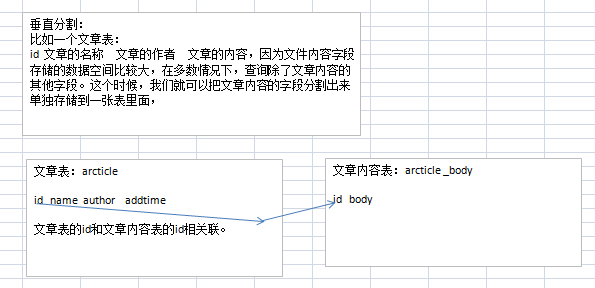 垂直分割：
比如一个文章表：
id 文章的名称 文章的作者 文章的内容，因为文件内容字段
存储的数据空间比较大，在多数情况下，查询除了文章内容的
其他字段。这个时候，我们就可以把文章内容的字段分割出来
单独存储到一张表里面，
文章表：arcticle
id name author addtime
文章表的id和文章内容表的id相关联。
文章内容表：arcticle_body
id body